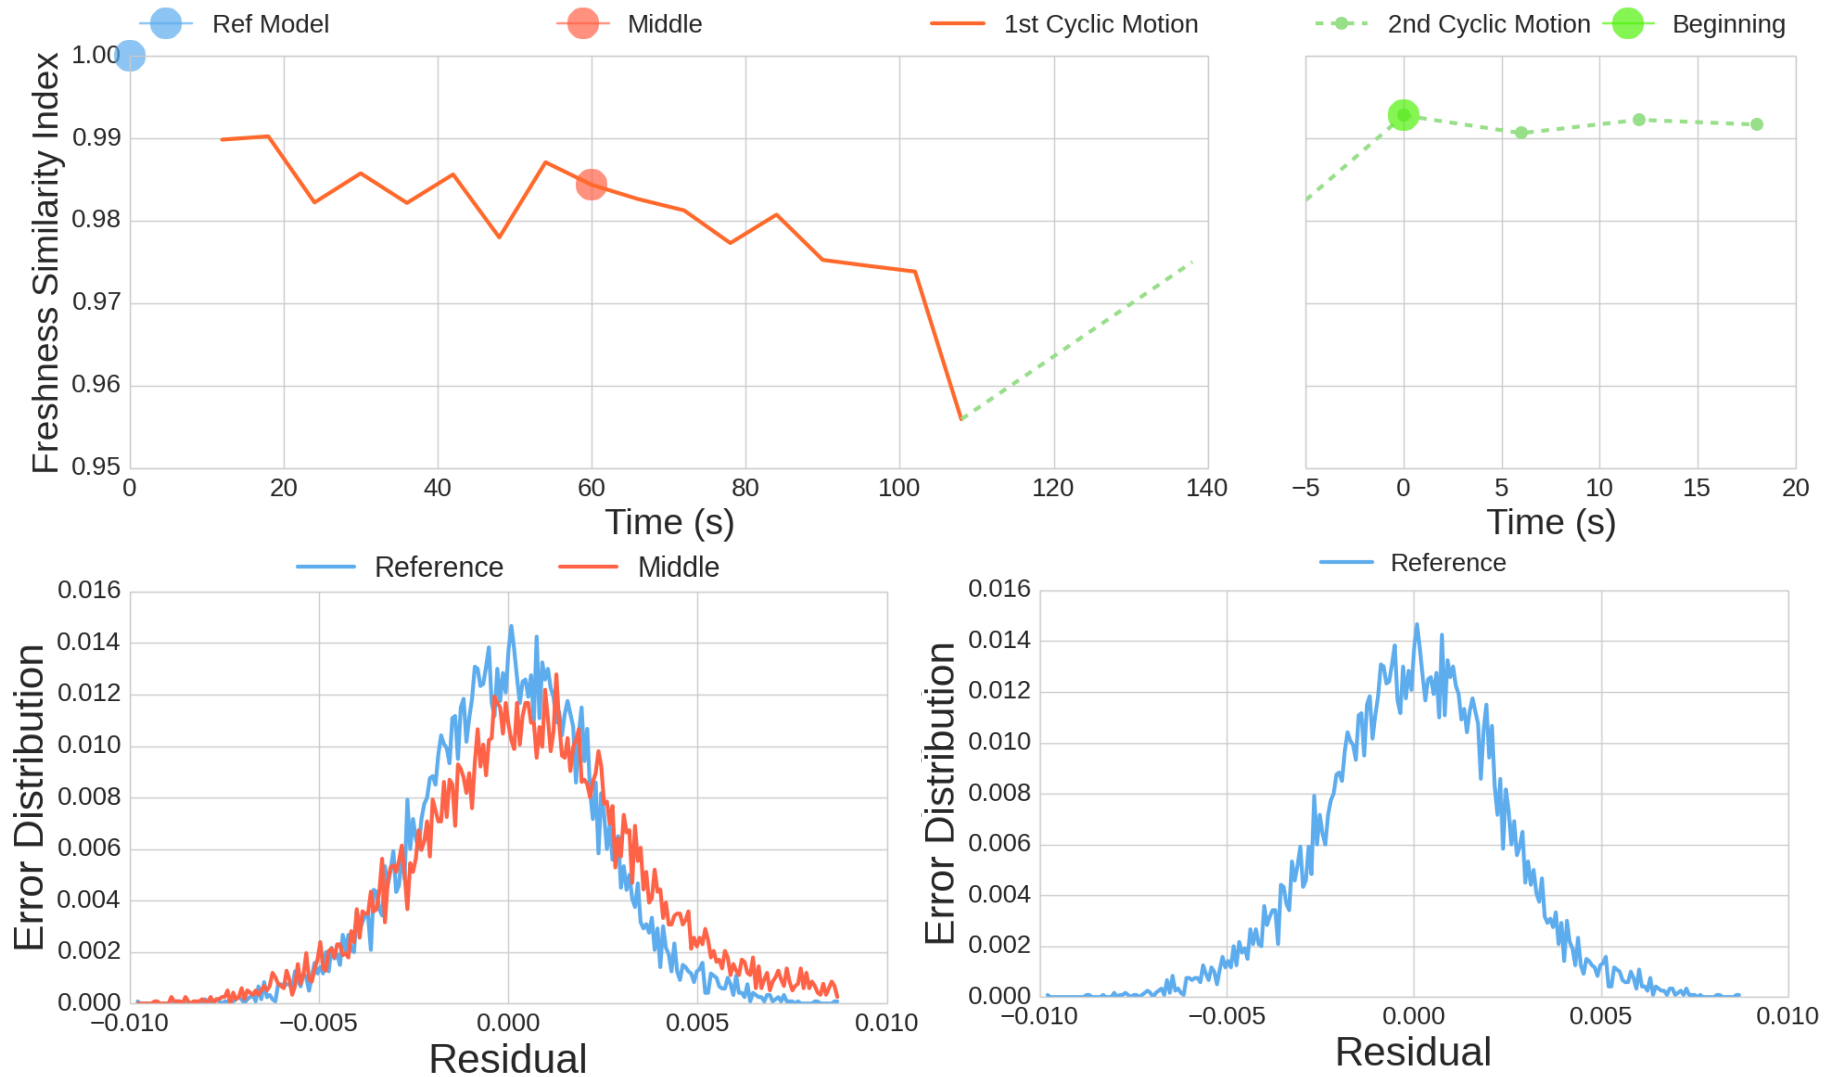 Ref Model Middle 1st Cyclic Motion 2nd Cyclic Motion Beginning
Freshness Similarity Index
1.00
0.99
0.98
0.97
0.96
0.95
0 20 40 60 80 100 120 140
Time (s)
−5 0 5 10 15 20
Time (s)
Reference Middle
Error Distribution
0.016
0.014
0.012
0.010
0.008
0.006
0.004
0.002
0.000
−0.010 −0.005 0.000 0.005 0.010
Residual
Reference
Error Distribution
0.016
0.014
0.012
0.010
0.008
0.006
0.004
0.002
0.000
−0.010 −0.005 0.000 0.005 0.010
Residual